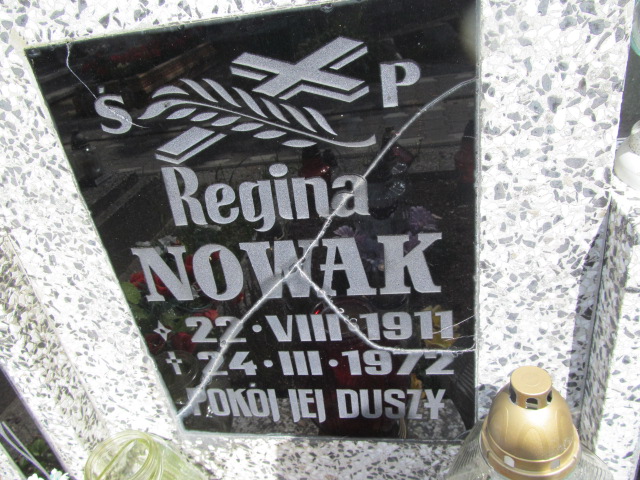 Ś P
Regina
NOWAK
22·VIII·1911
24·III·1972
POKÓJ JEJ DUSZY